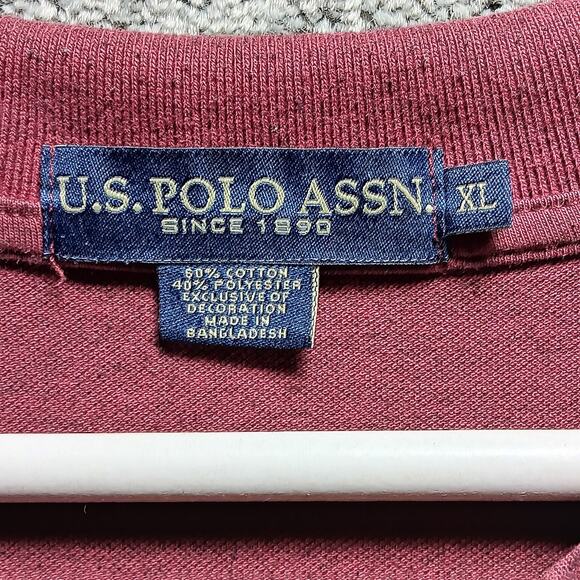 U.S. POLO ASSN.
SINCE 1890
XL
60% COTTON
40% POLYESTER
EXCLUSIVE OF
DECORATION
MADE IN
BANGLADESH